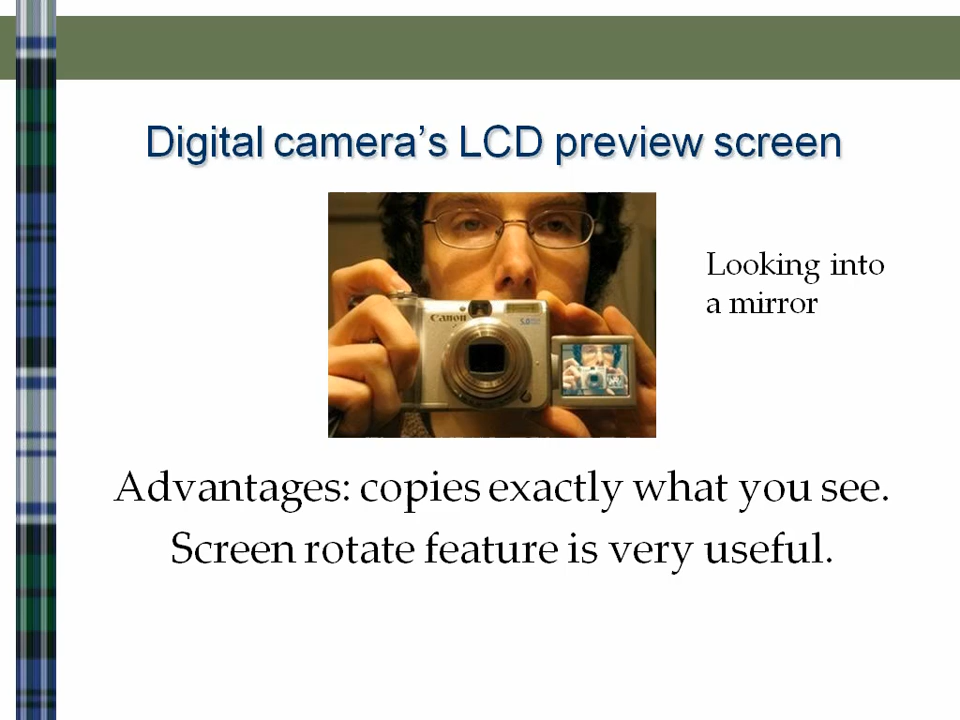 Digital camera's LCD preview screen
Looking into
a mirror
Canon
Advantages: copies exactly what you see.
Screen rotate feature is very useful.